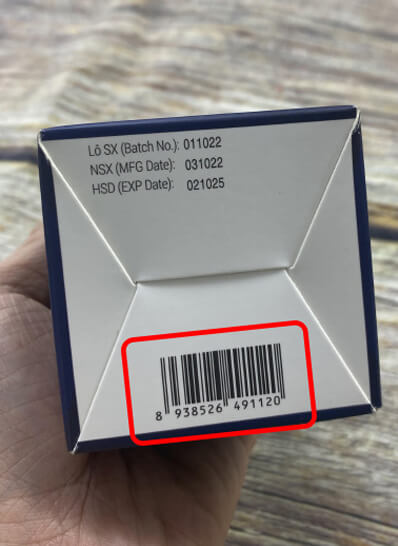 Lô SX (Batch No.): 011022
NSX (MFG Date): 031022
HSD (EXP Date): 021025
8 938526 491120